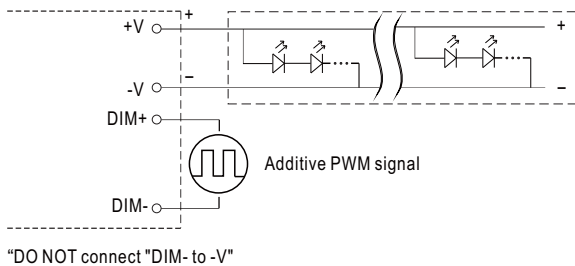 +V + +
-V – –
DIM+
Additive PWM signal
DIM-
“DO NOT connect "DIM- to -V"